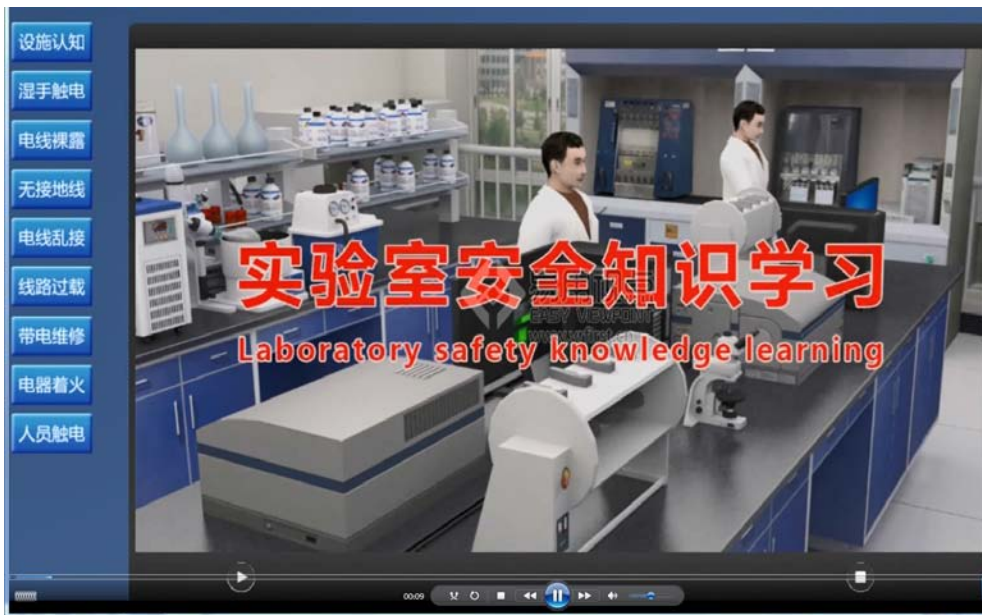 设施认知
湿手触电
电线裸露
无接地线
电线乱接
线路过载
带电维修
电器着火
人员触电
实验室安全知识学习
Laboratory safety knowledge learning
EASY VIEWPOINT
00:09